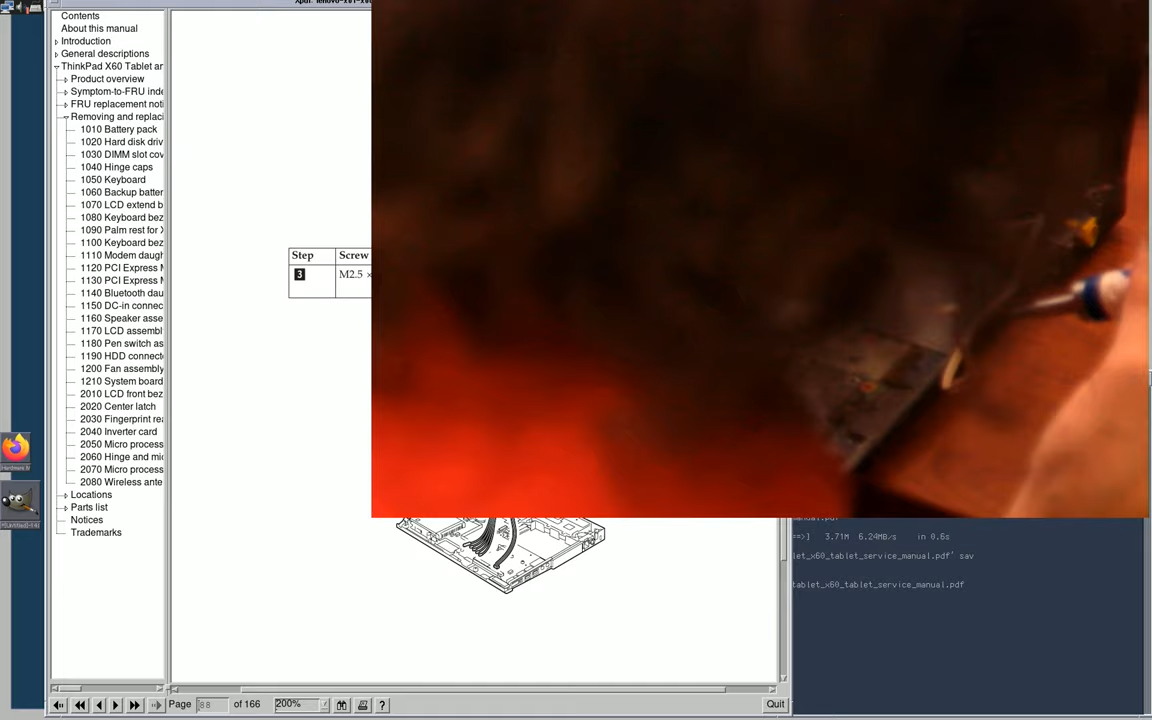 Contents
About this manual
Introduction
General descriptions
ThinkPad X60 Tablet ar
Product overview
Symptom-to-FRU inde
FRU replacement noti
Removing and replaci
1010 Battery pack
1020 Hard disk driv
1030 DIMM slot cov
1040 Hinge caps
1050 Keyboard
1060 Backup batter
1070 LCD extend b
1080 Keyboard bez
1090 Palm rest for X
1100 Keyboard bez
1110 Modem daugh
1120 PCI Express M
1130 PCI Express M
1140 Bluetooth dau
1150 DC-in connec
1160 Speaker asse
1170 LCD assembl
1180 Pen switch as
1190 HDD connect
1200 Fan assembly
1210 System board
2010 LCD front bez
2020 Center latch
2030 Fingerprint rea
2040 Inverter card
2050 Micro process
2060 Hinge and mic
2070 Micro process
2080 Wireless ante
Locations
Parts list
Notices
Trademarks
Step Screw
3 M2.5 ×
manual.pdf
==>] 3.71M 6.24MB/s in 0.6s
let_x60_tablet_service_manual.pdf' sav
tablet_x60_tablet_service_manual.pdf
Page 88 of 166 200% ? Quit